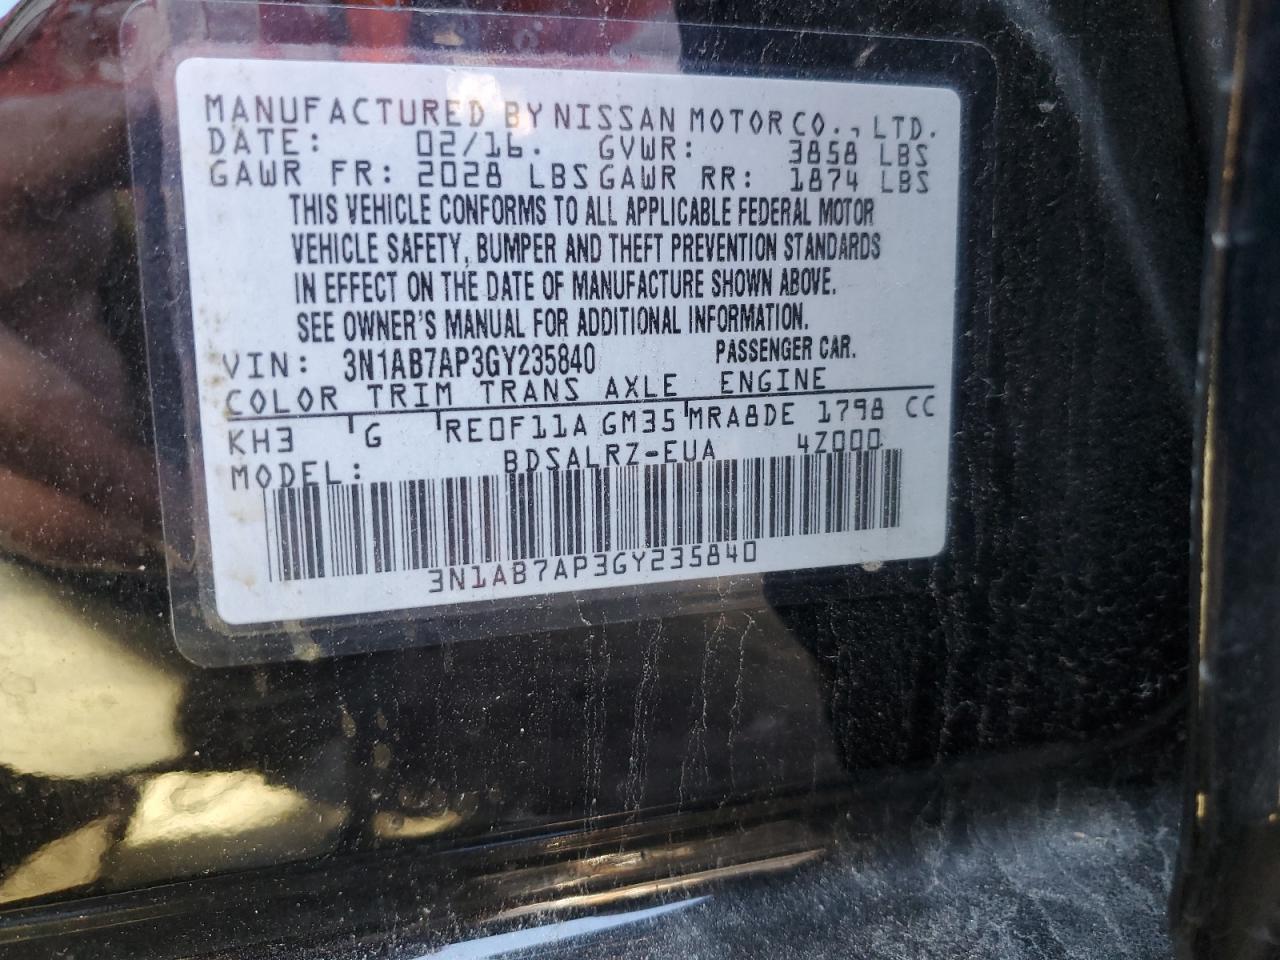 MANUFACTURED BY NISSAN MOTOR CO., LTD.
DATE: 02/16. GVWR: 3858 LBS
GAWR FR: 2028 LBS GAWR RR: 1874 LBS
THIS VEHICLE CONFORMS TO ALL APPLICABLE FEDERAL MOTOR
VEHICLE SAFETY, BUMPER AND THEFT PREVENTION STANDARDS
IN EFFECT ON THE DATE OF MANUFACTURE SHOWN ABOVE.
SEE OWNER'S MANUAL FOR ADDITIONAL INFORMATION.
VIN: 3N1AB7AP3GY235840 PASSENGER CAR.
COLOR TRIM TRANS AXLE ENGINE
KH3 G RE0F11A GM35 MRA8DE 1798 CC
MODEL: BDSALRZ-EUA 4Z000
3N1AB7AP3GY235840